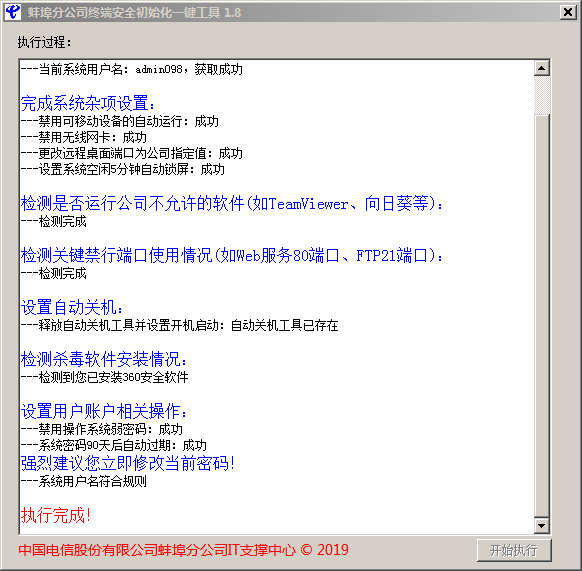 蚌埠分公司终端安全初始化一键工具 1.8
执行过程：
---当前系统用户名：admin098，获取成功
完成系统杂项设置：
---禁用可移动设备的自动运行：成功
---禁用无线网卡：成功
---更改远程桌面端口为公司指定值：成功
---设置系统空闲5分钟自动锁屏：成功
检测是否运行公司不允许的软件(如TeamViewer、向日葵等)：
---检测完成
检测关键禁行端口使用情况(如Web服务80端口、FTP21端口)：
---检测完成
设置自动关机：
---释放自动关机工具并设置开机启动：自动关机工具已存在
检测杀毒软件安装情况：
---检测到您已安装360安全软件
设置用户账户相关操作：
---禁用操作系统弱密码：成功
---系统密码90天后自动过期：成功
强烈建议您立即修改当前密码！
---系统用户名符合规则
执行完成！
中国电信股份有限公司蚌埠分公司IT支撑中心 © 2019
开始执行